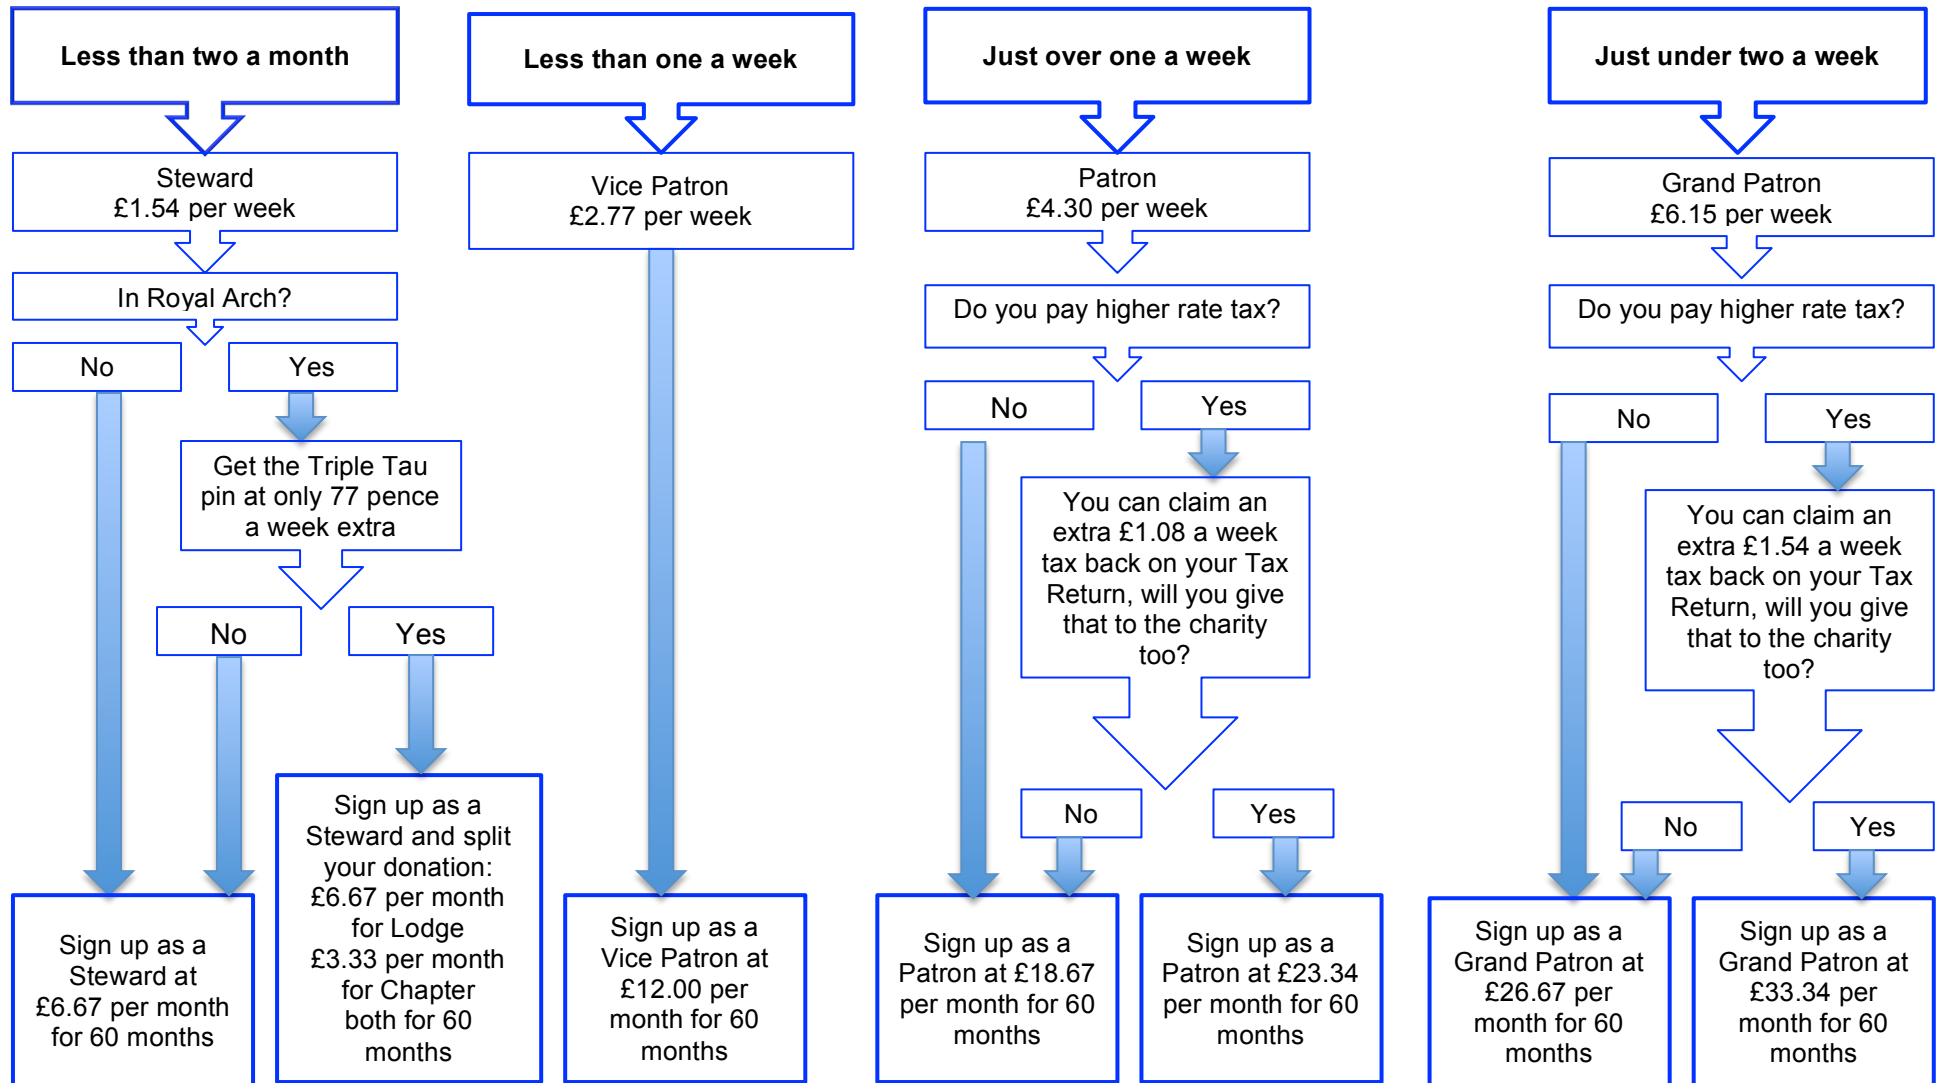 Less than two a month
Less than one a week
Just over one a week
Just under two a week
Steward
£1.54 per week
Vice Patron
£2.77 per week
Patron
£4.30 per week
Grand Patron
£6.15 per week
In Royal Arch?
Do you pay higher rate tax?
Do you pay higher rate tax?
No
Yes
No
Yes
No
Yes
Get the Triple Tau
pin at only 77 pence
a week extra
You can claim an
extra £1.08 a week
tax back on your Tax
Return, will you give
that to the charity
too?
You can claim an
extra £1.54 a week
tax back on your Tax
Return, will you give
that to the charity
too?
No
Yes
No
Yes
No
Yes
Sign up as a
Steward at
£6.67 per month
for 60 months
Sign up as a
Steward and split
your donation:
£6.67 per month
for Lodge
£3.33 per month
for Chapter
both for 60
months
Sign up as a
Vice Patron at
£12.00 per
month for 60
months
Sign up as a
Patron at £18.67
per month for 60
months
Sign up as a
Patron at £23.34
per month for 60
months
Sign up as a
Grand Patron at
£26.67 per
month for 60
months
Sign up as a
Grand Patron at
£33.34 per
month for 60
months